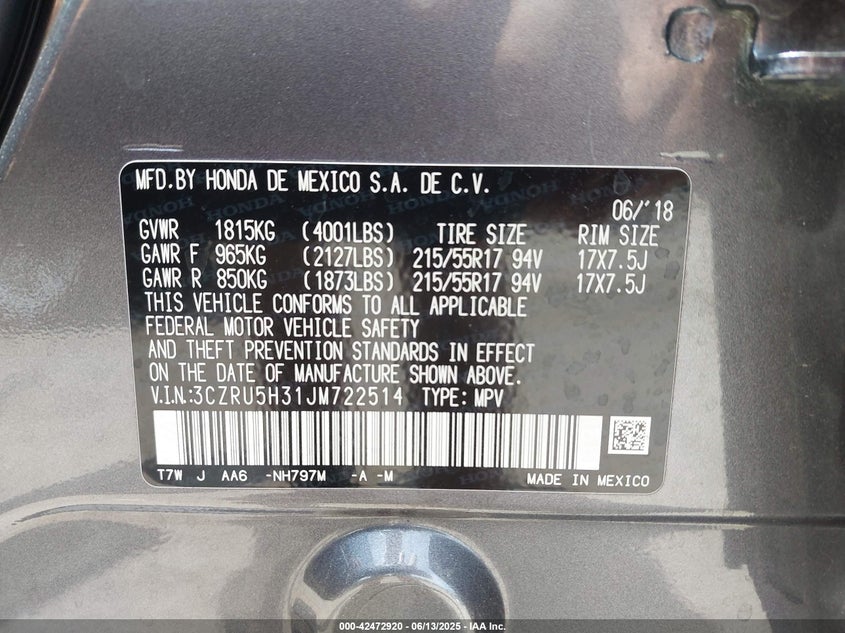 MFD.BY HONDA DE MEXICO S.A. DE C.V.
06/'18
GVWR 1815KG (4001LBS) TIRE SIZE RIM SIZE
GAWR F 965KG (2127LBS) 215/55R17 94V 17X7.5J
GAWR R 850KG (1873LBS) 215/55R17 94V 17X7.5J
THIS VEHICLE CONFORMS TO ALL APPLICABLE
FEDERAL MOTOR VEHICLE SAFETY
AND THEFT PREVENTION STANDARDS IN EFFECT
ON THE DATE OF MANUFACTURE SHOWN ABOVE.
V.I.N.:3CZRU5H31JM722514 TYPE: MPV
T7W J AA6 -NH797M -A -M MADE IN MEXICO
000-42472920 - 06/13/2025 - IAA Inc.